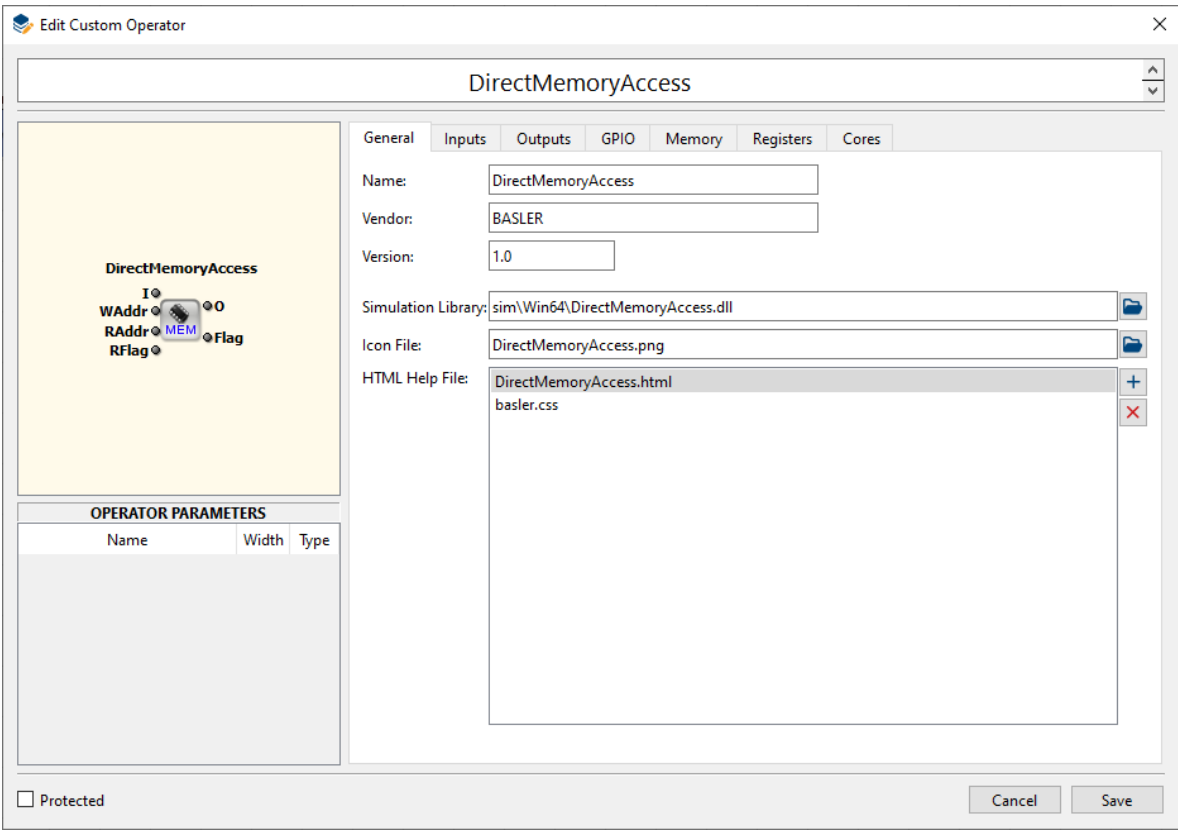 Edit Custom Operator
DirectMemoryAccess
General Inputs Outputs GPIO Memory Registers Cores
Name: DirectMemoryAccess
Vendor: BASLER
Version: 1.0
DirectMemoryAccess
I
WAddr
RAddr
RFlag
MEM
O
Flag
Simulation Library: sim\Win64\DirectMemoryAccess.dll
Icon File: DirectMemoryAccess.png
HTML Help File: DirectMemoryAccess.html
basler.css
OPERATOR PARAMETERS
Name Width Type
Protected
Cancel Save